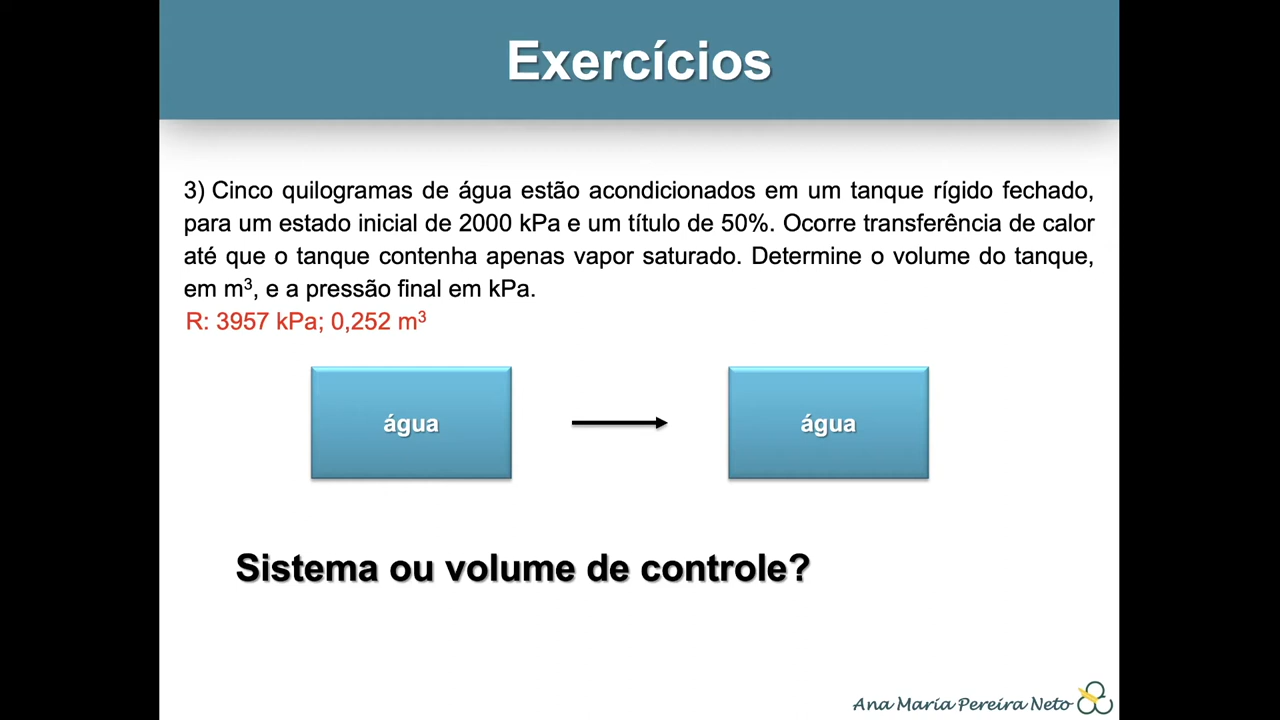 Exercícios
3) Cinco quilogramas de água estão acondicionados em um tanque rígido fechado,
para um estado inicial de 2000 kPa e um título de 50%. Ocorre transferência de calor
até que o tanque contenha apenas vapor saturado. Determine o volume do tanque,
em m³, e a pressão final em kPa.
R: 3957 kPa; 0,252 m³
água
água
Sistema ou volume de controle?
Ana Maria Pereira Neto